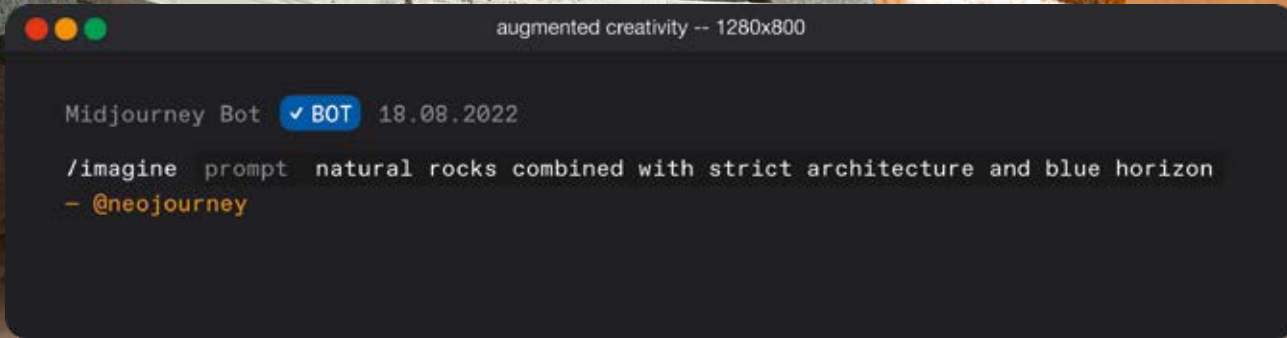 augmented creativity -- 1280x800
Midjourney Bot ✓ BOT 18.08.2022
/imagine prompt natural rocks combined with strict architecture and blue horizon
– @neojourney